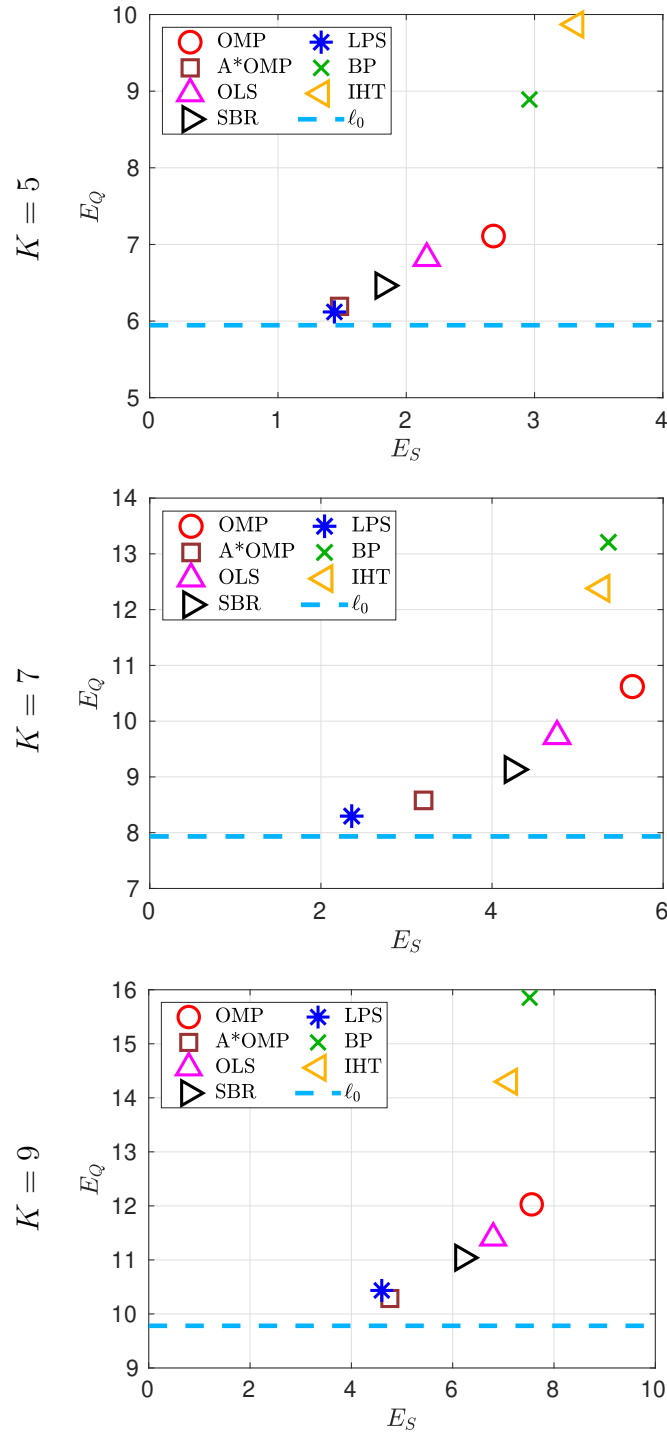 10
9
8
7
6
5
0 1 2 3 4
E_S
E_Q
K = 5
OMP LPS
A*OMP BP
OLS IHT
SBR ℓ₀
14
13
12
11
10
9
8
7
0 2 4 6
E_S
E_Q
K = 7
OMP LPS
A*OMP BP
OLS IHT
SBR ℓ₀
16
15
14
13
12
11
10
9
0 2 4 6 8 10
E_S
E_Q
K = 9
OMP LPS
A*OMP BP
OLS IHT
SBR ℓ₀